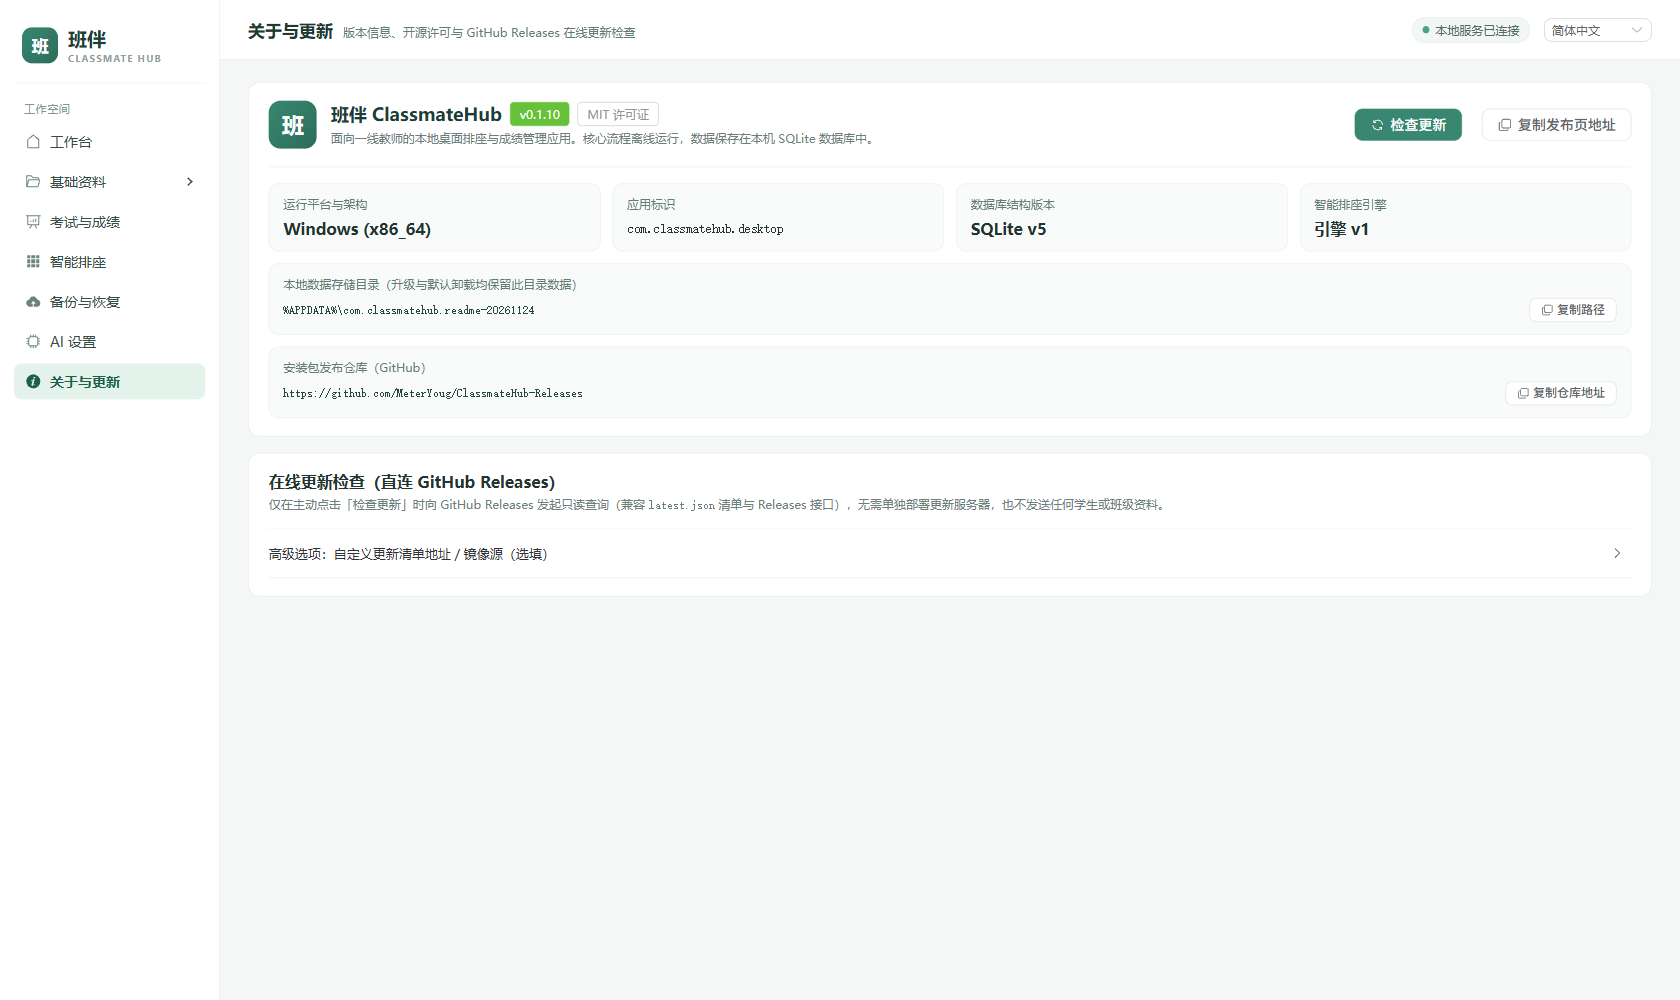 班
班伴
CLASSMATE HUB
工作空间
工作台
基础资料
考试与成绩
智能排座
备份与恢复
AI 设置
关于与更新
关于与更新 版本信息、开源许可与 GitHub Releases 在线更新检查
本地服务已连接
简体中文
班
班伴 ClassmateHub v0.1.10 MIT 许可证
面向一线教师的本地桌面排座与成绩管理应用。核心流程离线运行，数据保存在本机 SQLite 数据库中。
检查更新
复制发布页地址
运行平台与架构
Windows (x86_64)
应用标识
com.classmatehub.desktop
数据库结构版本
SQLite v5
智能排座引擎
引擎 v1
本地数据存储目录（升级与默认卸载均保留此目录数据）
%APPDATA%\com.classmatehub.readme-20261124
复制路径
安装包发布仓库（GitHub）
https://github.com/MeterYoug/ClassmateHub-Releases
复制仓库地址
在线更新检查（直连 GitHub Releases）
仅在主动点击「检查更新」时向 GitHub Releases 发起只读查询（兼容 latest.json 清单与 Releases 接口），无需单独部署更新服务器，也不发送任何学生或班级资料。
高级选项：自定义更新清单地址 / 镜像源（选填）